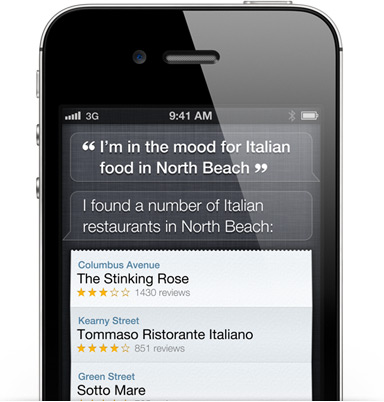 3G 9:41 AM
“ I’m in the mood for Italian
food in North Beach ”
I found a number of Italian
restaurants in North Beach:
Columbus Avenue
The Stinking Rose
1430 reviews
Kearny Street
Tommaso Ristorante Italiano
851 reviews
Green Street
Sotto Mare